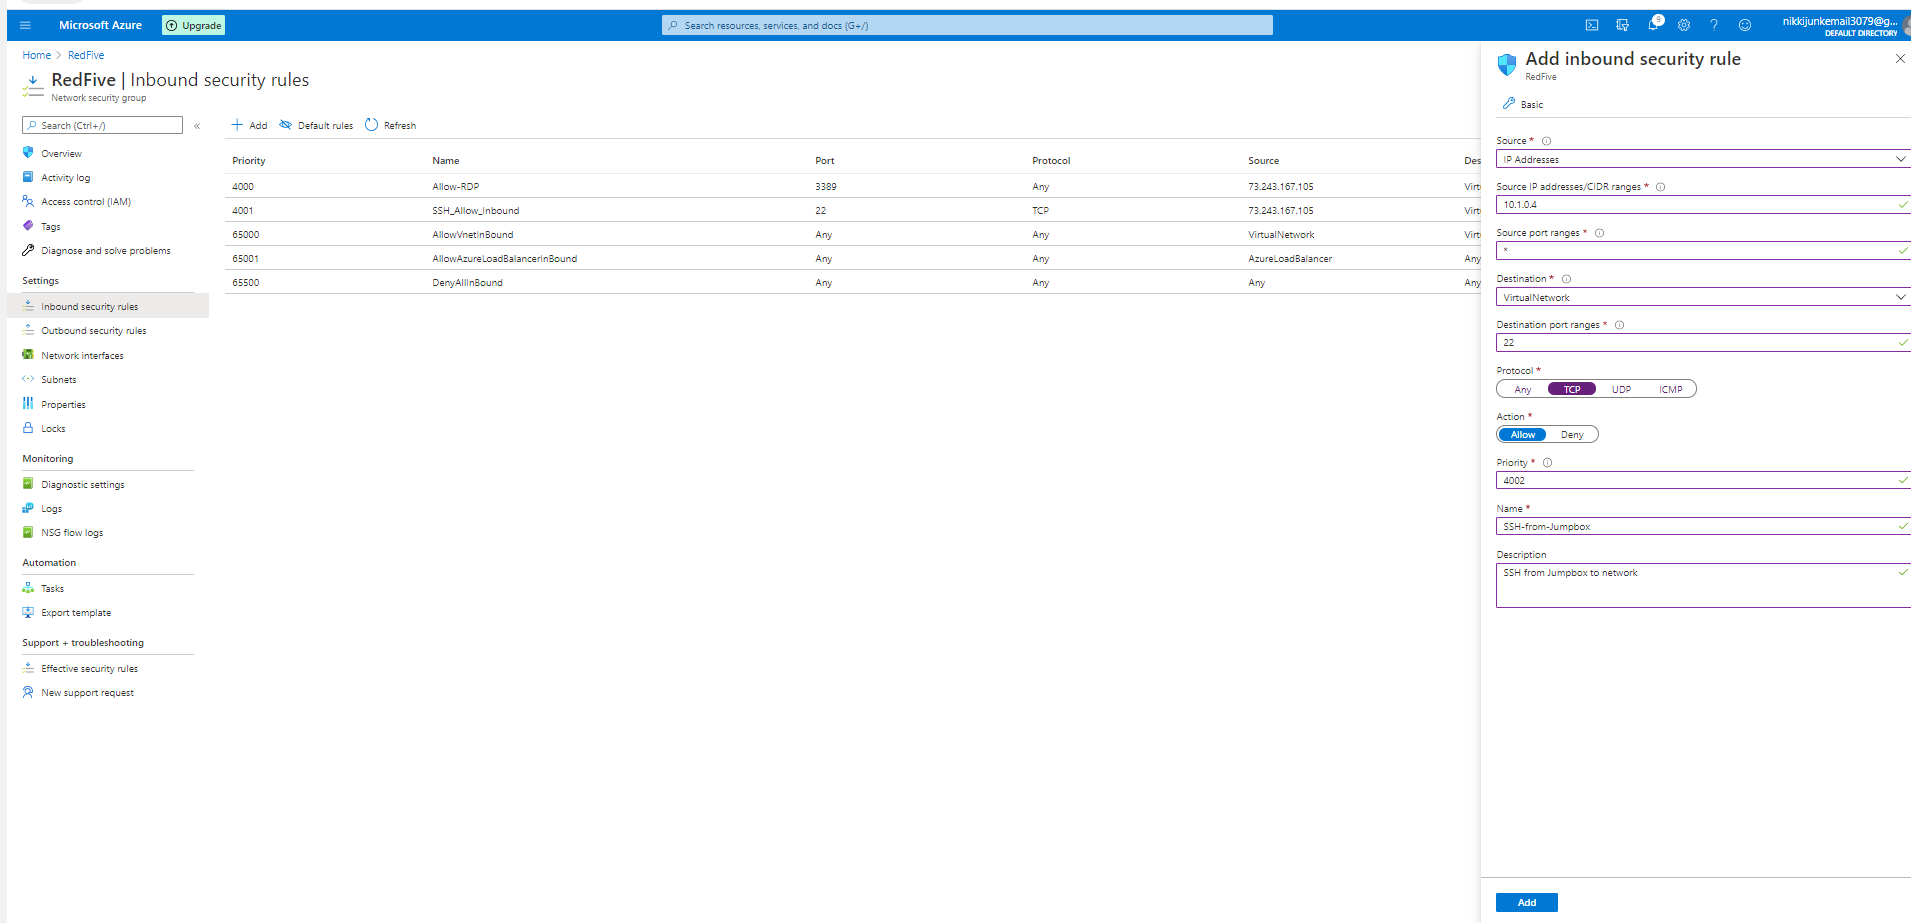 Microsoft Azure
Upgrade
Search resources, services, and docs (G+/)
9
nikkijunkemail3079@g...
DEFAULT DIRECTORY
Home > RedFive
RedFive | Inbound security rules
Network security group
Search (Ctrl+/)
«
Overview
Activity log
Access control (IAM)
Tags
Diagnose and solve problems
Settings
Inbound security rules
Outbound security rules
Network interfaces
Subnets
Properties
Locks
Monitoring
Diagnostic settings
Logs
NSG flow logs
Automation
Tasks
Export template
Support + troubleshooting
Effective security rules
New support request
Add Default rules Refresh
Priority Name Port Protocol Source Des
4000 Allow-RDP 3389 Any 73.243.167.105 Virt
4001 SSH_Allow_Inbound 22 TCP 73.243.167.105 Virt
65000 AllowVnetInBound Any Any VirtualNetwork Virt
65001 AllowAzureLoadBalancerInBound Any Any AzureLoadBalancer Any
65500 DenyAllInBound Any Any Any Any
Add inbound security rule
RedFive
Basic
Source *
IP Addresses
Source IP addresses/CIDR ranges *
10.1.0.4
Source port ranges *
*
Destination *
VirtualNetwork
Destination port ranges *
22
Protocol *
Any TCP UDP ICMP
Action *
Allow Deny
Priority *
4002
Name *
SSH-from-Jumpbox
Description
SSH from Jumpbox to network
Add